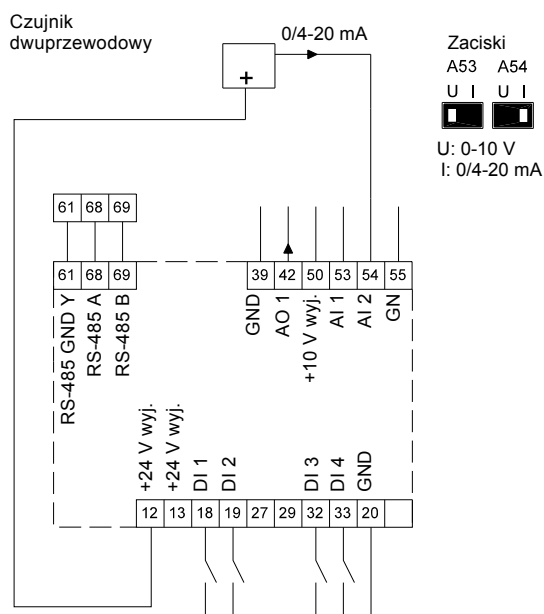 Czujnik
dwuprzewodowy
+
0/4-20 mA
Zaciski
A53 A54
U I U I
U: 0-10 V
I: 0/4-20 mA
61 68 69
61 68 69
RS-485 GND Y
RS-485 A
RS-485 B
39 42 50 53 54 55
GND
AO 1
+10 V wyj.
AI 1
AI 2
GN
+24 V wyj.
+24 V wyj.
DI 1
DI 2
DI 3
DI 4
GND
12 13 18 19 27 29 32 33 20